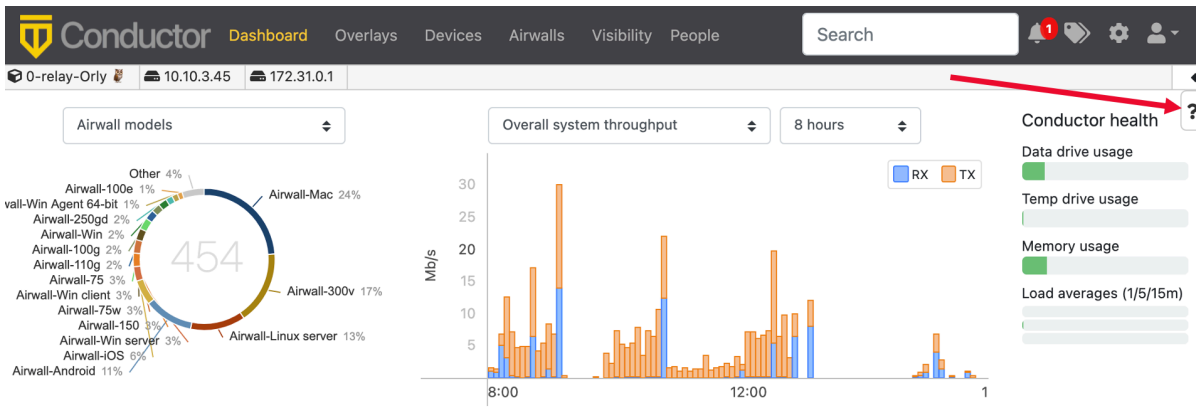 Conductor Dashboard Overlays Devices Airwalls Visibility People Search 1
0-relay-Orly 10.10.3.45 172.31.0.1
?
Airwall models
Overall system throughput
8 hours
Other 4%
Airwall-100e 1%
vall-Win Agent 64-bit 1%
Airwall-250gd 2%
Airwall-Win 2%
Airwall-100g 2%
Airwall-110g 2%
Airwall-75 3%
Airwall-Win client 3%
Airwall-75w 3%
Airwall-150 3%
Airwall-Win server 3%
Airwall-iOS 6%
Airwall-Android 11%
454
Airwall-Mac 24%
Airwall-300v 17%
Airwall-Linux server 13%
RX TX
Mb/s
30
25
20
15
10
5
8:00 12:00 1
Conductor health
Data drive usage
Temp drive usage
Memory usage
Load averages (1/5/15m)